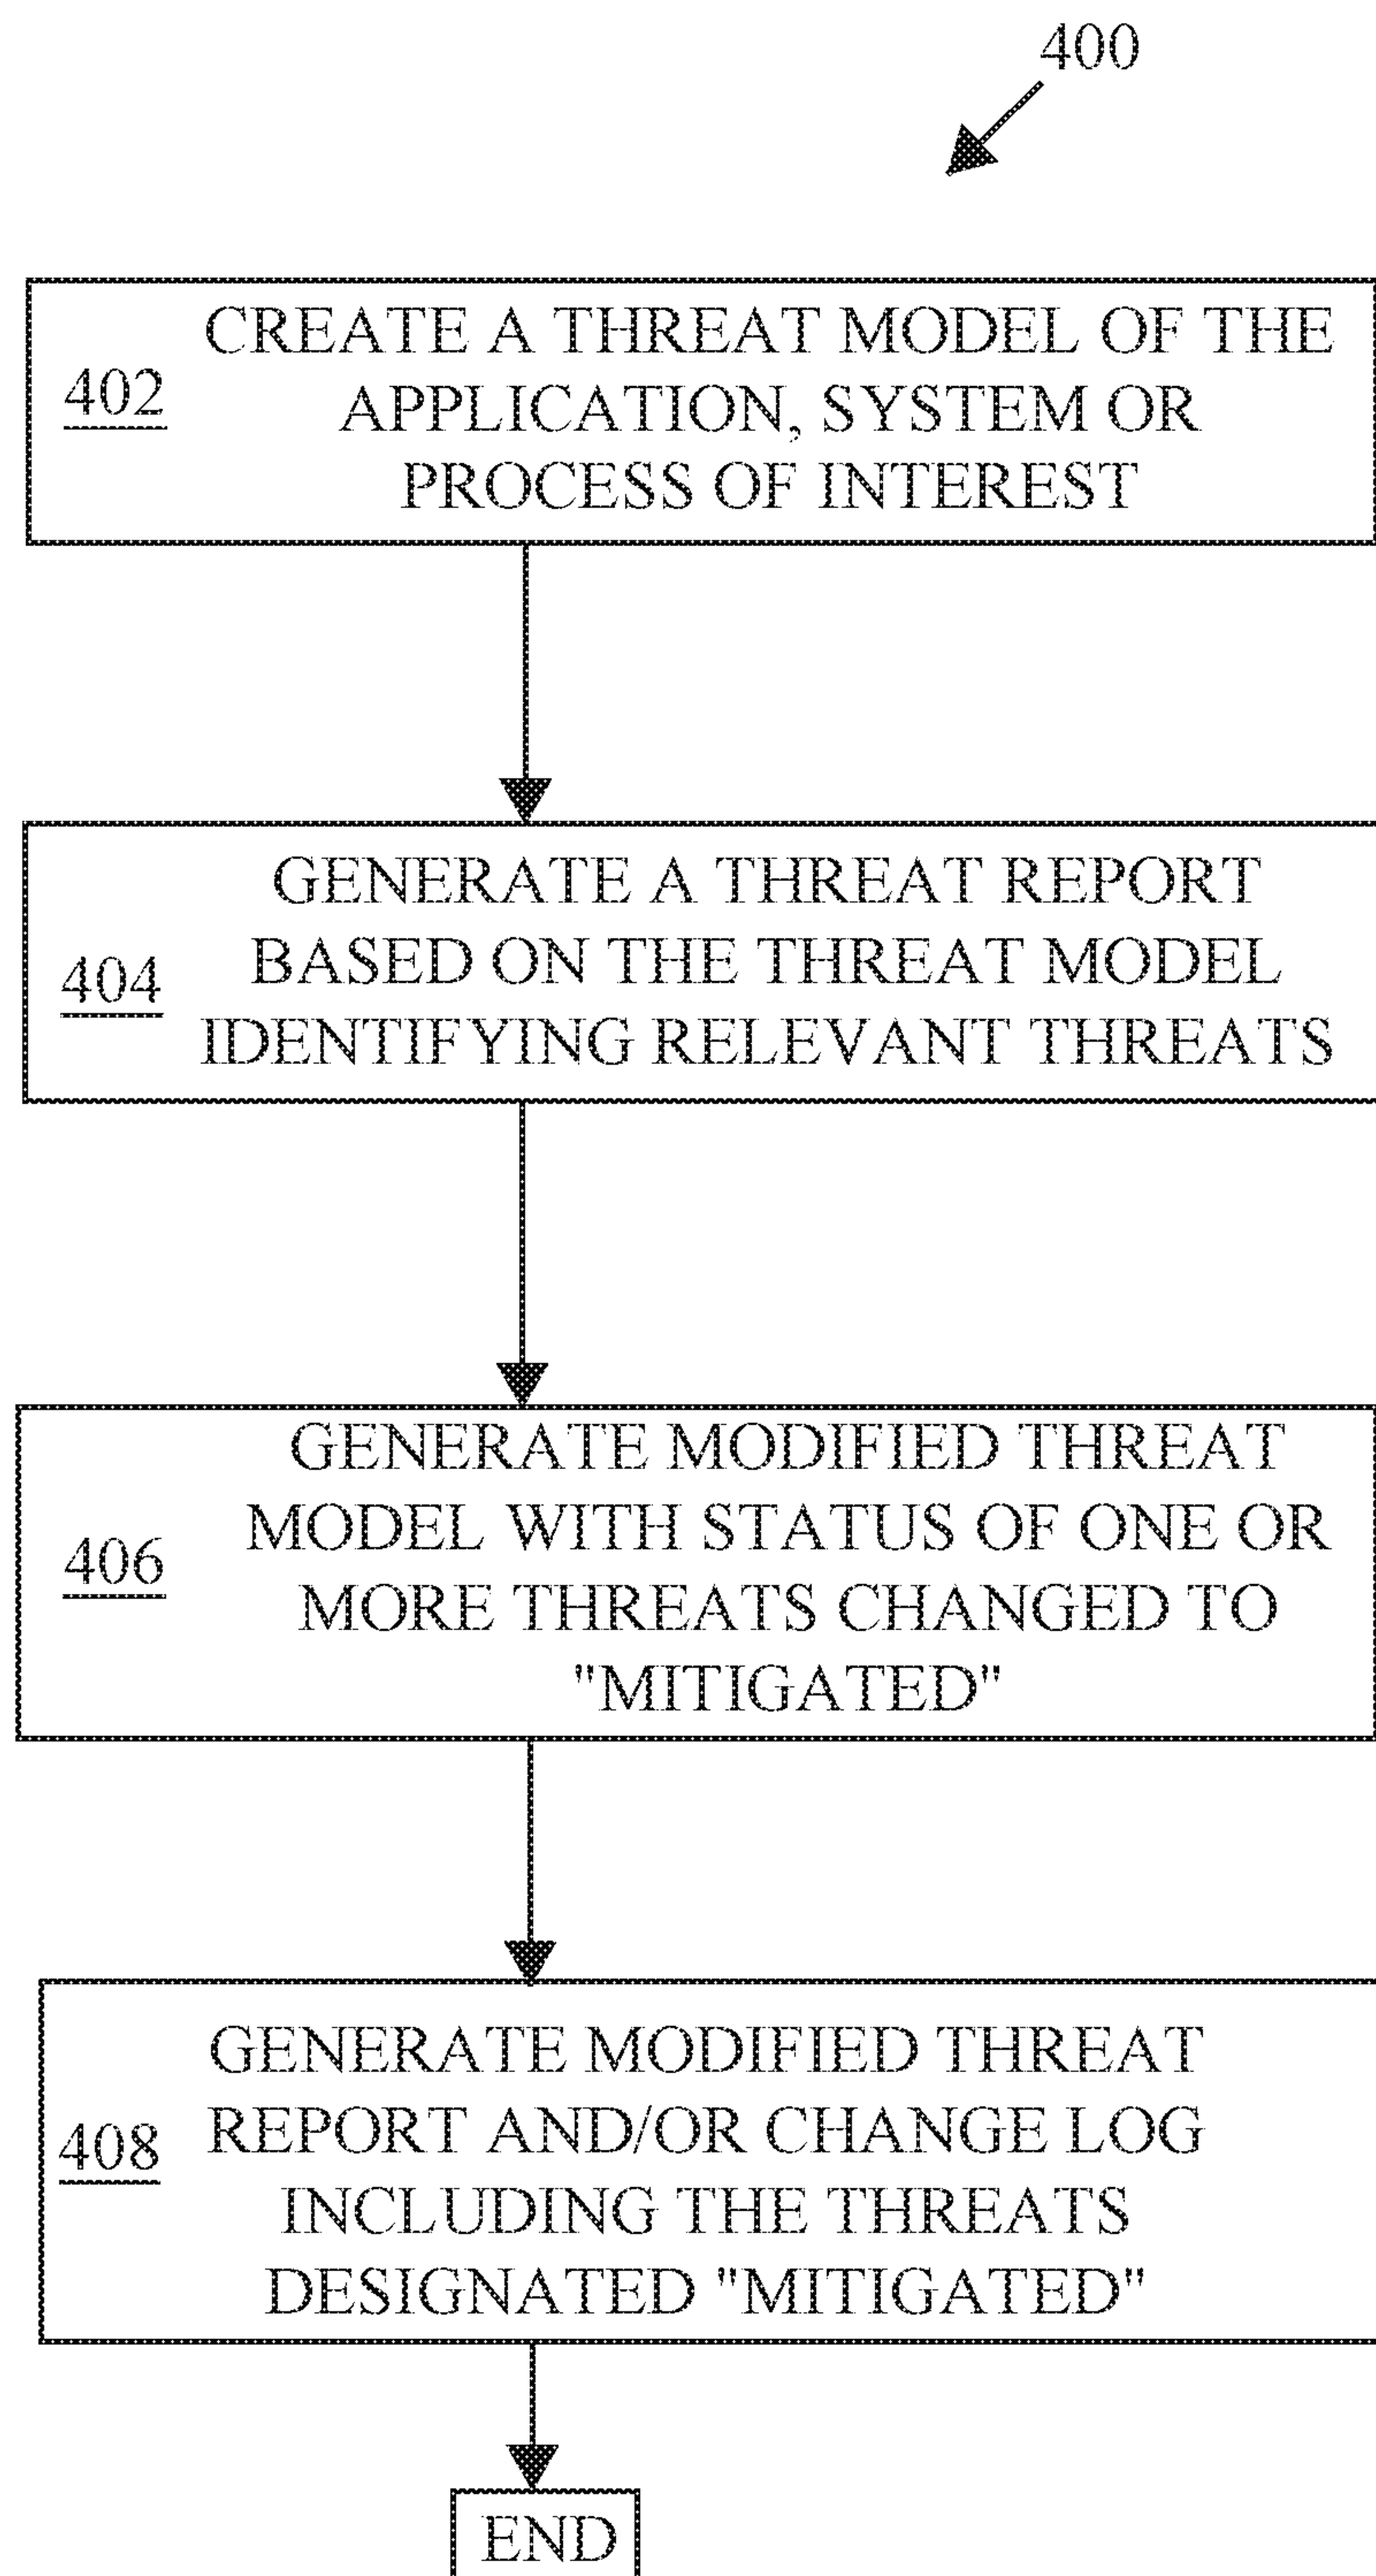 400
CREATE A THREAT MODEL OF THE
402
APPLICATION, SYSTEM OR
PROCESS OF INTEREST
GENERATE A THREAT REPORT
BASED ON THE THREAT MODEL
404
IDENTIFYING RELEVANT THREATS
GENERATE MODIFIED THREAT
MODEL WITH STATUS OF ONE OR
406
MORE THREATS CHANGED TO
"MITIGATED"
GENERATE MODIFIED THREAT
REPORT AND/OR CHANGE LOG
408
INCLUDING THE THREATS
DESIGNATED "MITIGATED"
END